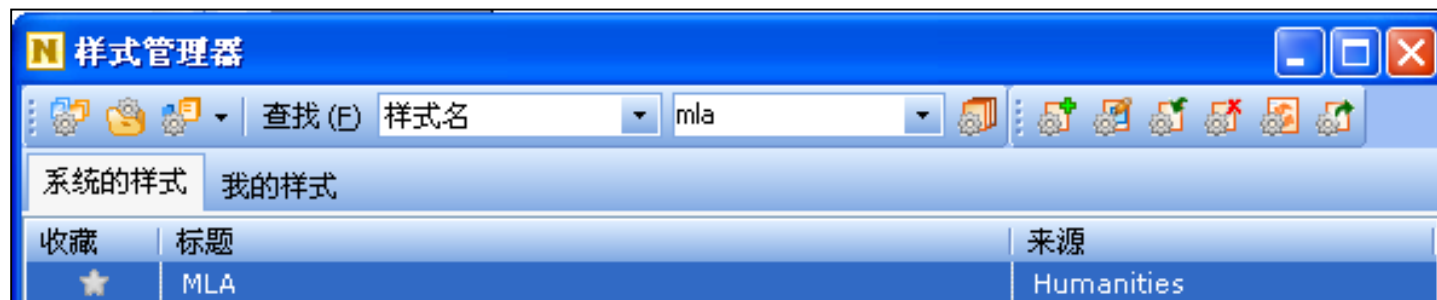 N 样式管理器
查找(F) 样式名 mla
系统的样式 我的样式
收藏 标题 来源
MLA Humanities